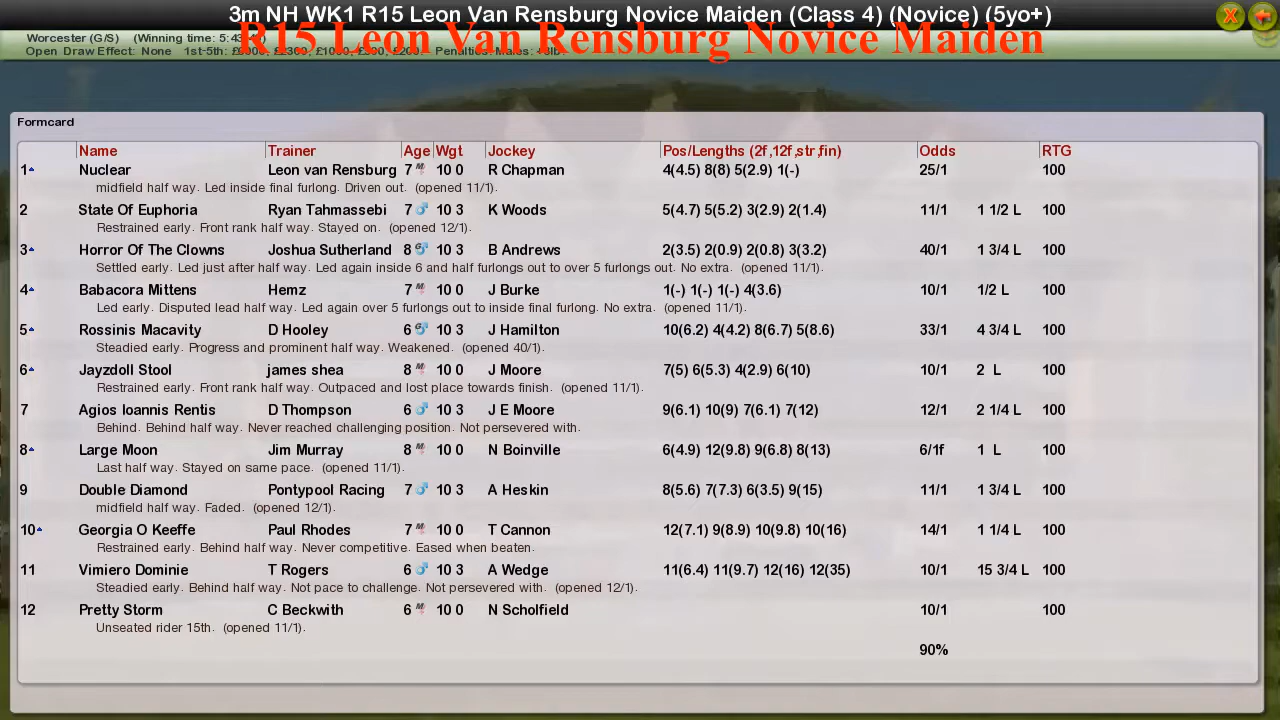 3m NH WK1 R15 Leon Van Rensburg Novice Maiden (Class 4) (Novice) (5yo+)
R15 Leon Van Rensburg Novice Maiden
Worcester (G/S) (Winning time: 5:4
Open Draw Effect: None 1st-5th: Penalties: Males:
Formcard
Name Trainer Age Wgt Jockey Pos/Lengths (2f,12f,str,fin) Odds RTG
1 Nuclear Leon van Rensburg 7 10 0 R Chapman 4(4.5) 8(8) 5(2.9) 1(-) 25/1 100
midfield half way. Led inside final furlong. Driven out. (opened 11/1).
2 State Of Euphoria Ryan Tahmassebi 7 10 3 K Woods 5(4.7) 5(5.2) 3(2.9) 2(1.4) 11/1 1 1/2 L 100
Restrained early. Front rank half way. Stayed on. (opened 12/1).
3 Horror Of The Clowns Joshua Sutherland 8 10 3 B Andrews 2(3.5) 2(0.9) 2(0.8) 3(3.2) 40/1 1 3/4 L 100
Settled early. Led just after half way. Led again inside 6 and half furlongs out to over 5 furlongs out. No extra. (opened 11/1).
4 Babacora Mittens Hemz 7 10 0 J Burke 1(-) 1(-) 1(-) 4(3.6) 10/1 1/2 L 100
Led early. Disputed lead half way. Led again over 5 furlongs out to inside final furlong. No extra. (opened 11/1).
5 Rossinis Macavity D Hooley 6 10 3 J Hamilton 10(6.2) 4(4.2) 8(6.7) 5(8.6) 33/1 4 3/4 L 100
Steadied early. Progress and prominent half way. Weakened. (opened 40/1).
6 Jayzdoll Stool james shea 8 10 0 J Moore 7(5) 6(5.3) 4(2.9) 6(10) 10/1 2 L 100
Restrained early. Front rank half way. Outpaced and lost place towards finish. (opened 11/1).
7 Agios Ioannis Rentis D Thompson 6 10 3 J E Moore 9(6.1) 10(9) 7(6.1) 7(12) 12/1 2 1/4 L 100
Behind. Behind half way. Never reached challenging position. Not persevered with.
8 Large Moon Jim Murray 8 10 0 N Boinville 6(4.9) 12(9.8) 9(6.8) 8(13) 6/1f 1 L 100
Last half way. Stayed on same pace. (opened 11/1).
9 Double Diamond Pontypool Racing 7 10 3 A Heskin 8(5.6) 7(7.3) 6(3.5) 9(15) 11/1 1 3/4 L 100
midfield half way. Faded. (opened 12/1).
10 Georgia O Keeffe Paul Rhodes 7 10 0 T Cannon 12(7.1) 9(8.9) 10(9.8) 10(16) 14/1 1 1/4 L 100
Restrained early. Behind half way. Never competitive. Eased when beaten.
11 Vimiero Dominie T Rogers 6 10 3 A Wedge 11(6.4) 11(9.7) 12(16) 12(35) 10/1 15 3/4 L 100
Steadied early. Behind half way. Not pace to challenge. Not persevered with. (opened 12/1).
12 Pretty Storm C Beckwith 6 10 0 N Scholfield 10/1 100
Unseated rider 15th. (opened 11/1).
90%